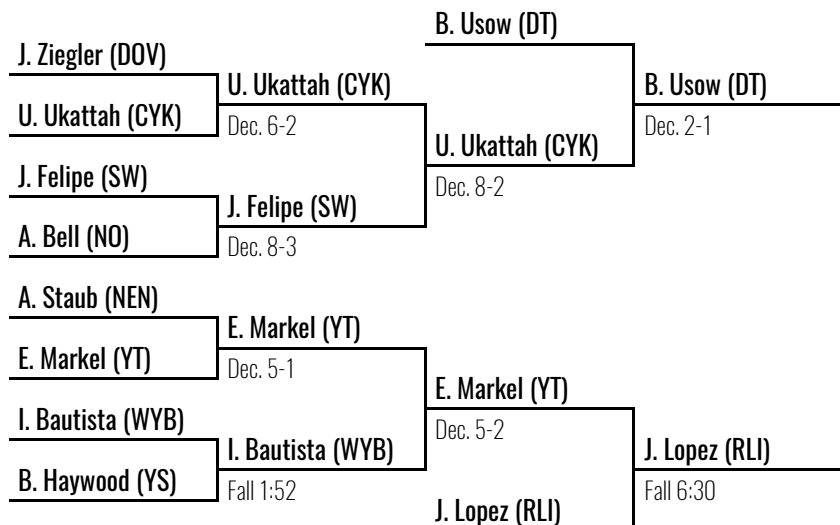 B. Usow (DT)
J. Ziegler (DOV)
U. Ukattah (CYK)
B. Usow (DT)
U. Ukattah (CYK)
Dec. 6-2
Dec. 2-1
U. Ukattah (CYK)
J. Felipe (SW)
Dec. 8-2
J. Felipe (SW)
A. Bell (NO)
Dec. 8-3
A. Staub (NEN)
E. Markel (YT)
E. Markel (YT)
Dec. 5-1
E. Markel (YT)
I. Bautista (WYB)
Dec. 5-2
I. Bautista (WYB)
J. Lopez (RLI)
B. Haywood (YS)
Fall 1:52
Fall 6:30
J. Lopez (RLI)